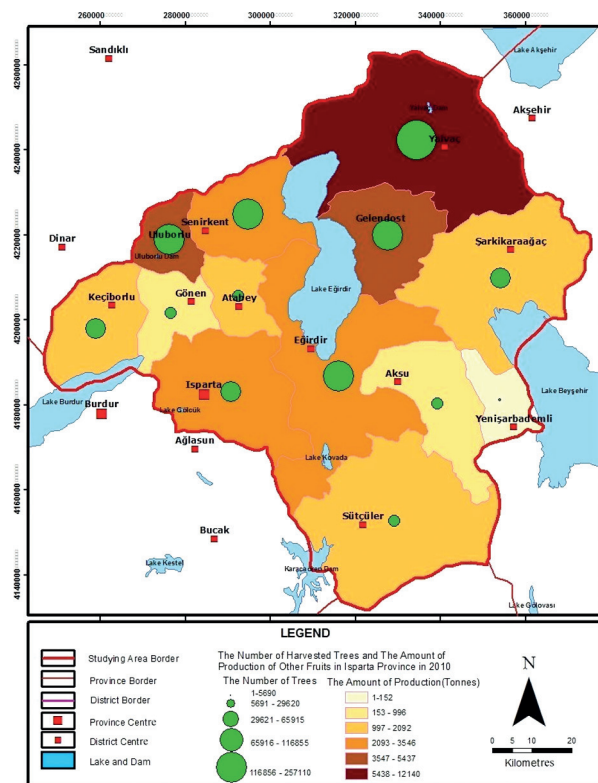 260000 280000 300000 320000 340000 360000
4260000
4240000
4220000
4200000
4180000
4160000
4140000
Sandıklı
Lake Akşehir
Akşehir
Yalvaç
Senirkent
Uluborlu
Uluborlu Dam
Gelendost
Dinar
Şarkikaraağaç
Keçiborlu
Gönen
Atabey
Lake Eğirdir
Eğirdir
Isparta
Aksu
Lake Beyşehir
Lake Burdur
Burdur
Lake Gölcük
Yenişarbademli
Ağlasun
Lake Kovada
Sütçüler
Bucak
Lake Kestel
Karacaören Dam
Lake Gölovası
LEGEND
Studying Area Border
Province Border
District Border
Province Centre
District Centre
Lake and Dam
The Number of Harvested Trees and The Amount of
Production of Other Fruits in Isparta Province in 2010
The Number of Trees
1-5690
5691 - 29620
29621 - 65915
65916 - 116855
116856 - 257110
The Amount of Production(Tonnes)
1-152
153 - 996
997 - 2092
2093 - 3546
3547 - 5437
5438 - 12140
N
0 5 10 20
Kilometres